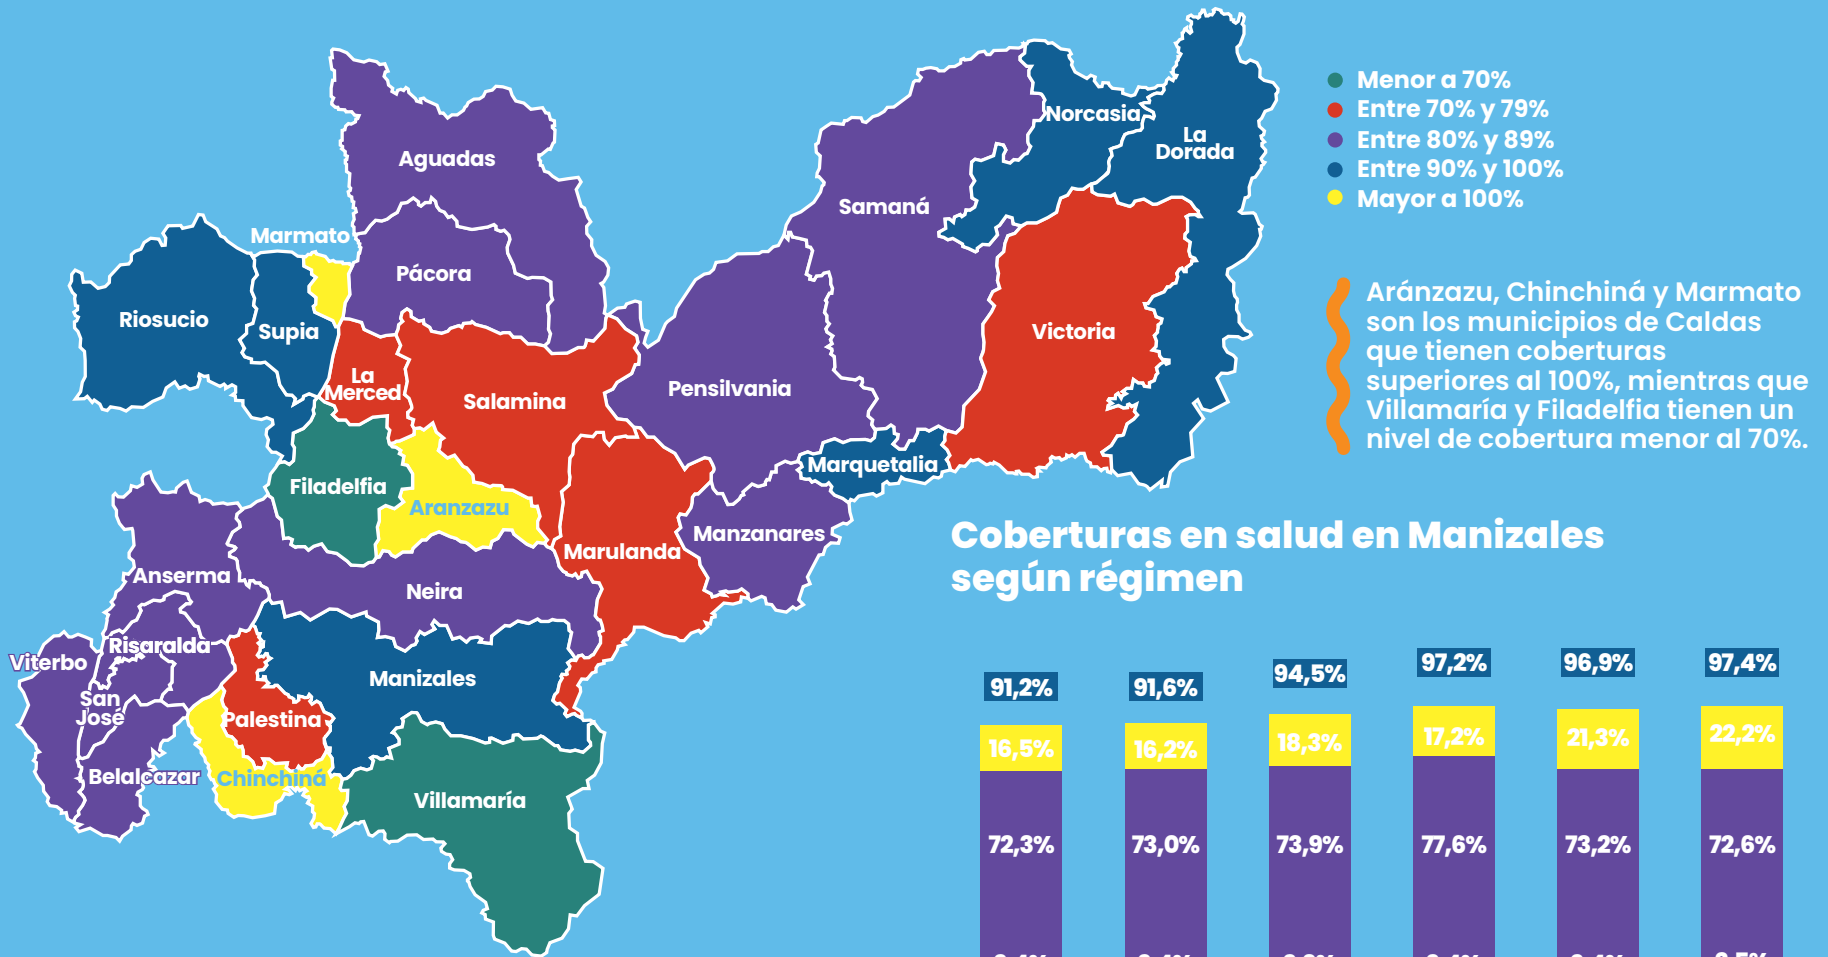 Aguadas
Marmato
Pácora
Riosucio
Supia
La
Merced
Salamina
Filadelfia
Aranzazu
Anserma
Neira
Marulanda
Risaralda
Viterbo
San
José
Belalcazar
Palestina
Chinchiná
Manizales
Villamaría
Samaná
Norcasia
La
Dorada
Victoria
Pensilvania
Marquetalia
Manzanares
Menor a 70%
Entre 70% y 79%
Entre 80% y 89%
Entre 90% y 100%
Mayor a 100%
Aránzazu, Chinchiná y Marmato
son los municipios de Caldas
que tienen coberturas
superiores al 100%, mientras que
Villamaría y Filadelfia tienen un
nivel de cobertura menor al 70%.
Coberturas en salud en Manizales
según régimen
91,2% 91,6% 94,5% 97,2% 96,9% 97,4%
16,5% 16,2% 18,3% 17,2% 21,3% 22,2%
72,3% 73,0% 73,9% 77,6% 73,2% 72,6%